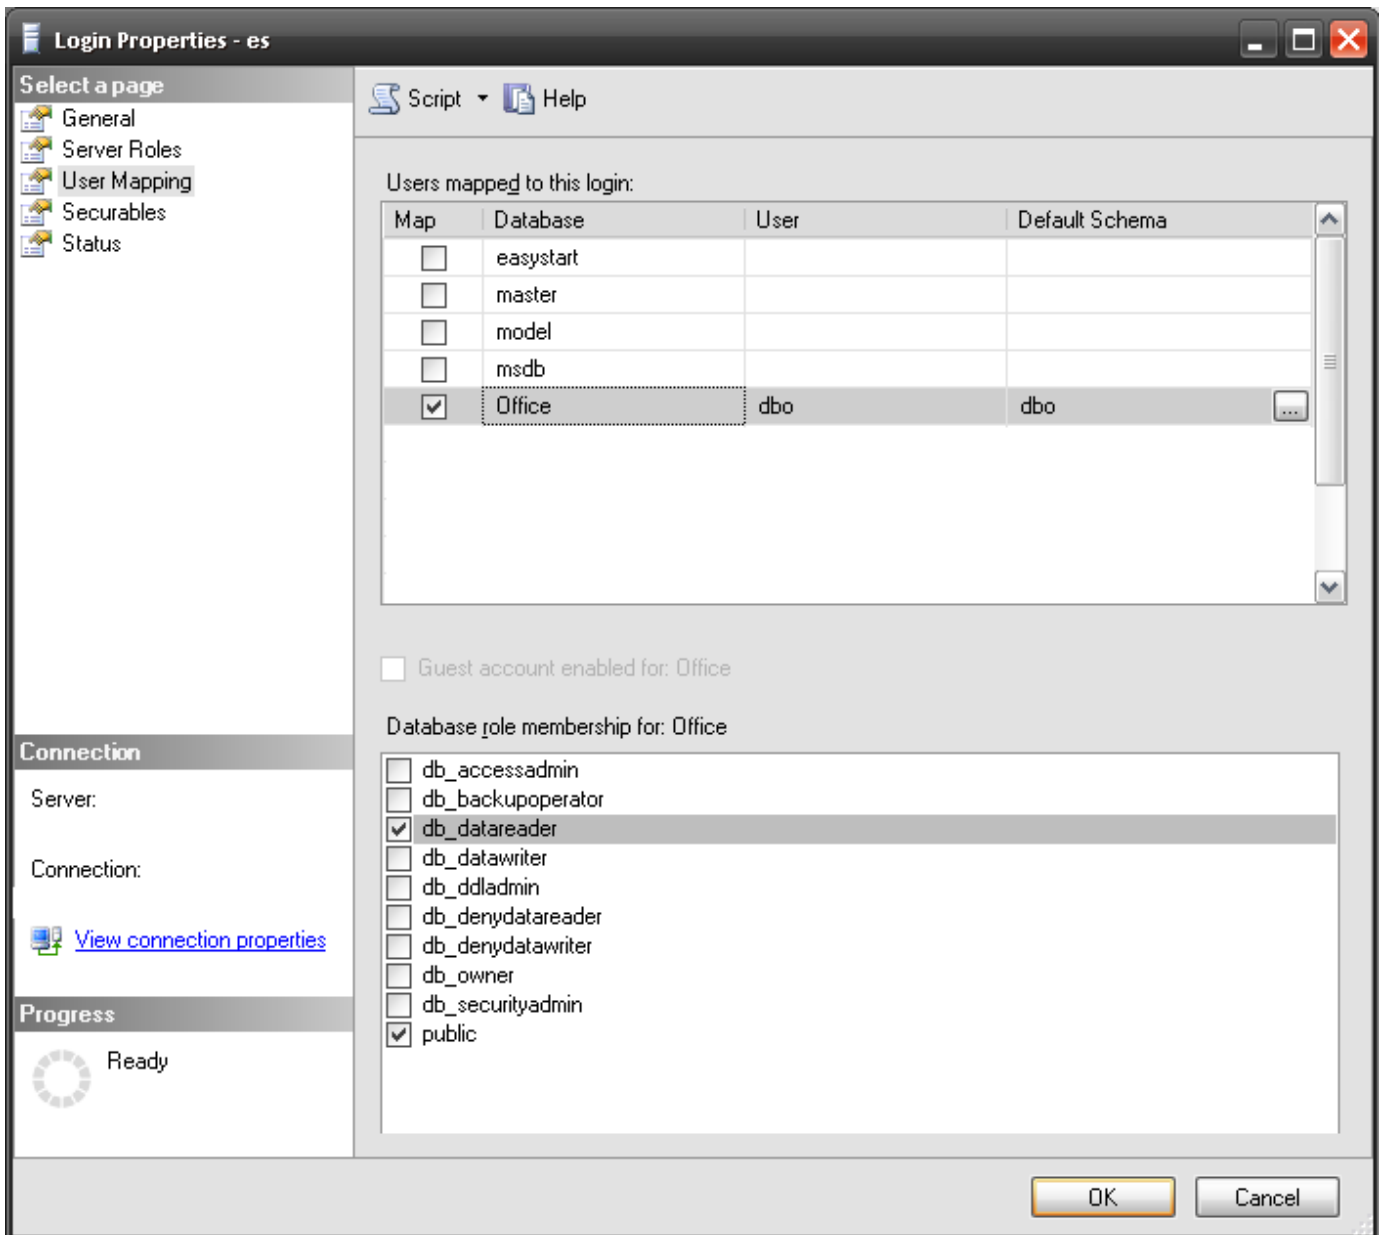 Login Properties - es
Select a page
General
Server Roles
User Mapping
Securables
Status
Script
Help
Users mapped to this login:
Map Database User Default Schema
easystart
master
model
msdb
Office dbo dbo ...
Guest account enabled for: Office
Database role membership for: Office
db_accessadmin
db_backupoperator
db_datareader
db_datawriter
db_ddladmin
db_denydatareader
db_denydatawriter
db_owner
db_securityadmin
public
Connection
Server:
Connection:
View connection properties
Progress
Ready
OK Cancel